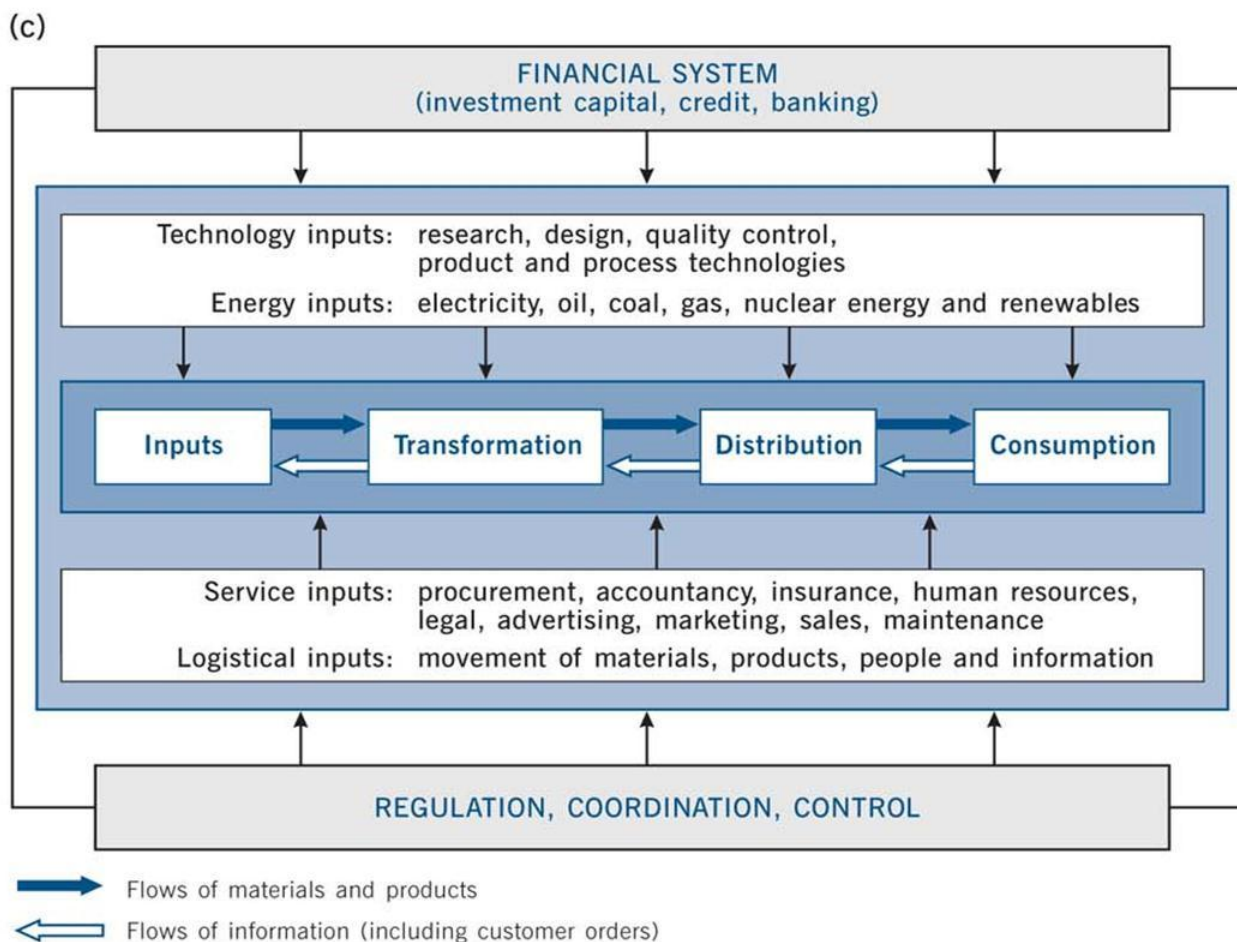 (c)
FINANCIAL SYSTEM
(investment capital, credit, banking)
Technology inputs: research, design, quality control,
product and process technologies
Energy inputs: electricity, oil, coal, gas, nuclear energy and renewables
Inputs
Transformation
Distribution
Consumption
Service inputs: procurement, accountancy, insurance, human resources,
legal, advertising, marketing, sales, maintenance
Logistical inputs: movement of materials, products, people and information
REGULATION, COORDINATION, CONTROL
Flows of materials and products
Flows of information (including customer orders)